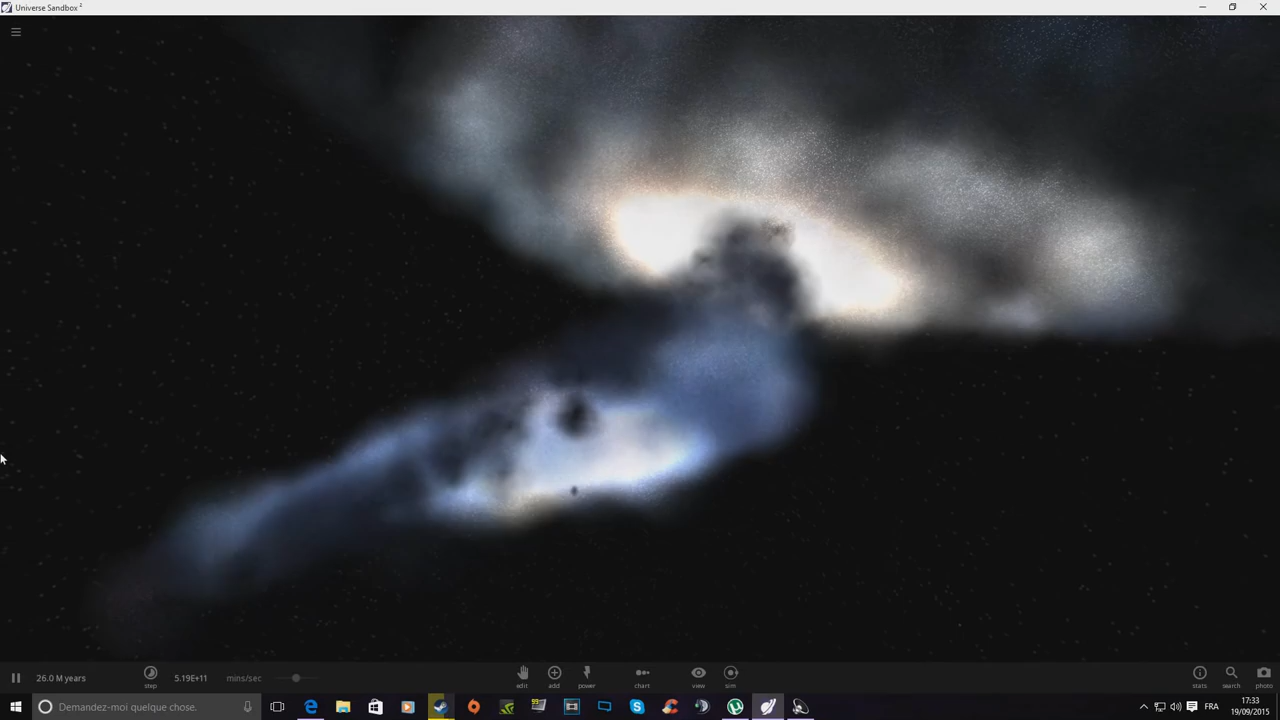 Universe Sandbox ²
26.0 M years
step
5.19E+11
mins/sec
edit
add
power
chart
view
sim
stats
search
photo
Demandez-moi quelque chose.
99
FRA
17:33
19/09/2015